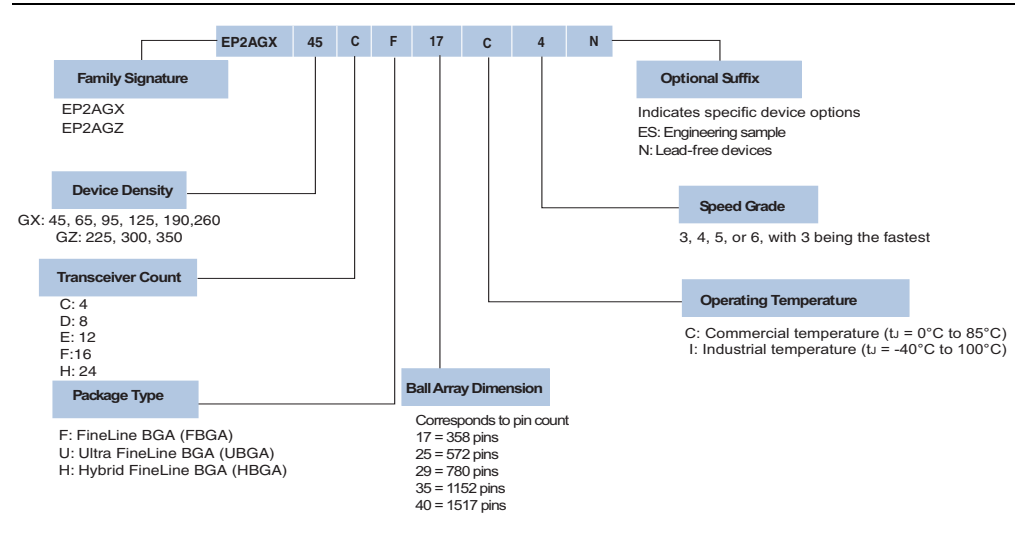 EP2AGX 45 C F 17 C 4 N
Family Signature
EP2AGX
EP2AGZ
Optional Suffix
Indicates specific device options
ES: Engineering sample
N: Lead-free devices
Device Density
GX: 45, 65, 95, 125, 190,260
GZ: 225, 300, 350
Speed Grade
3, 4, 5, or 6, with 3 being the fastest
Transceiver Count
C: 4
D: 8
E: 12
F:16
H: 24
Operating Temperature
C: Commercial temperature (tJ = 0°C to 85°C)
I: Industrial temperature (tJ = -40°C to 100°C)
Package Type
F: FineLine BGA (FBGA)
U: Ultra FineLine BGA (UBGA)
H: Hybrid FineLine BGA (HBGA)
Ball Array Dimension
Corresponds to pin count
17 = 358 pins
25 = 572 pins
29 = 780 pins
35 = 1152 pins
40 = 1517 pins